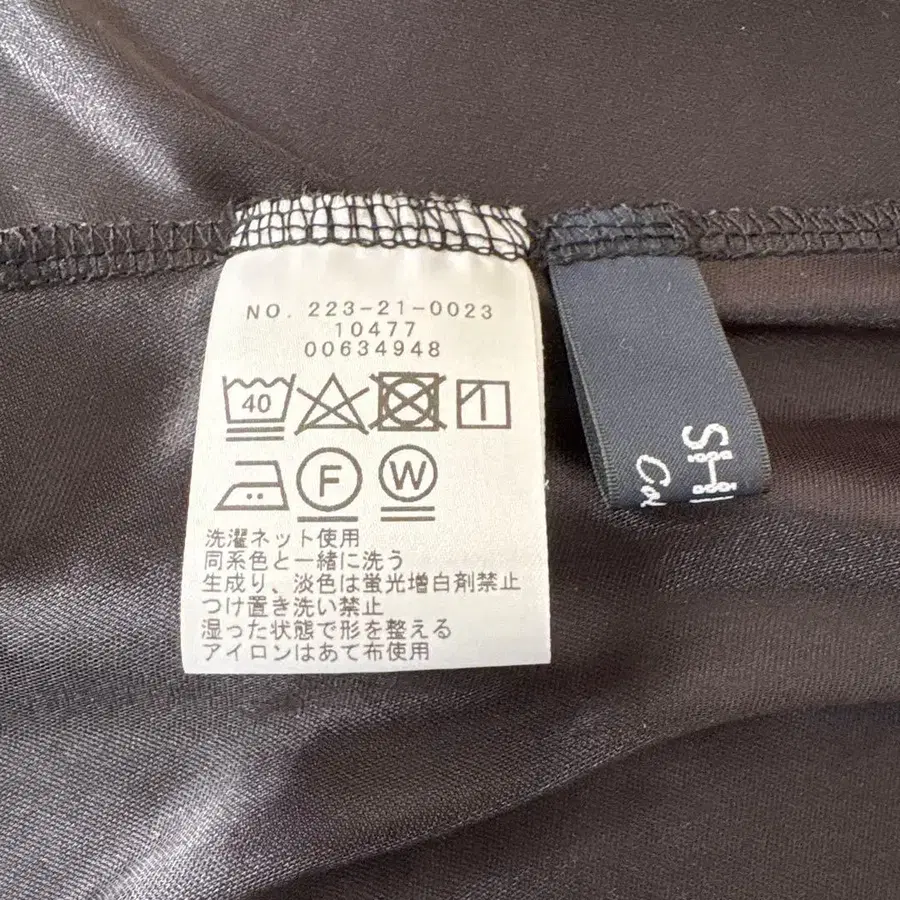 NO. 223-21-0023
10477
00634948
40
F W
洗濯ネット使用
同系色と一緒に洗う
生成り、淡色は蛍光増白剤禁止
つけ置き洗い禁止
湿った状態で形を整える
アイロンはあて布使用